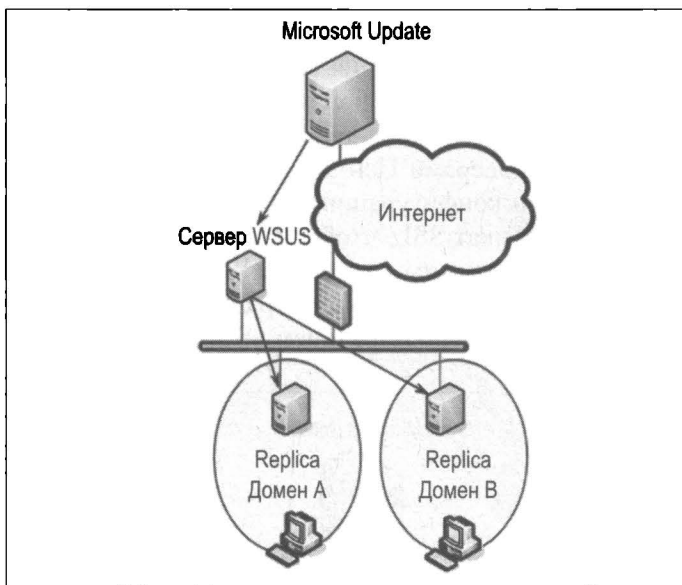 Microsoft Update
Интернет
Сервер WSUS
Replica
Домен А
Replica
Домен В